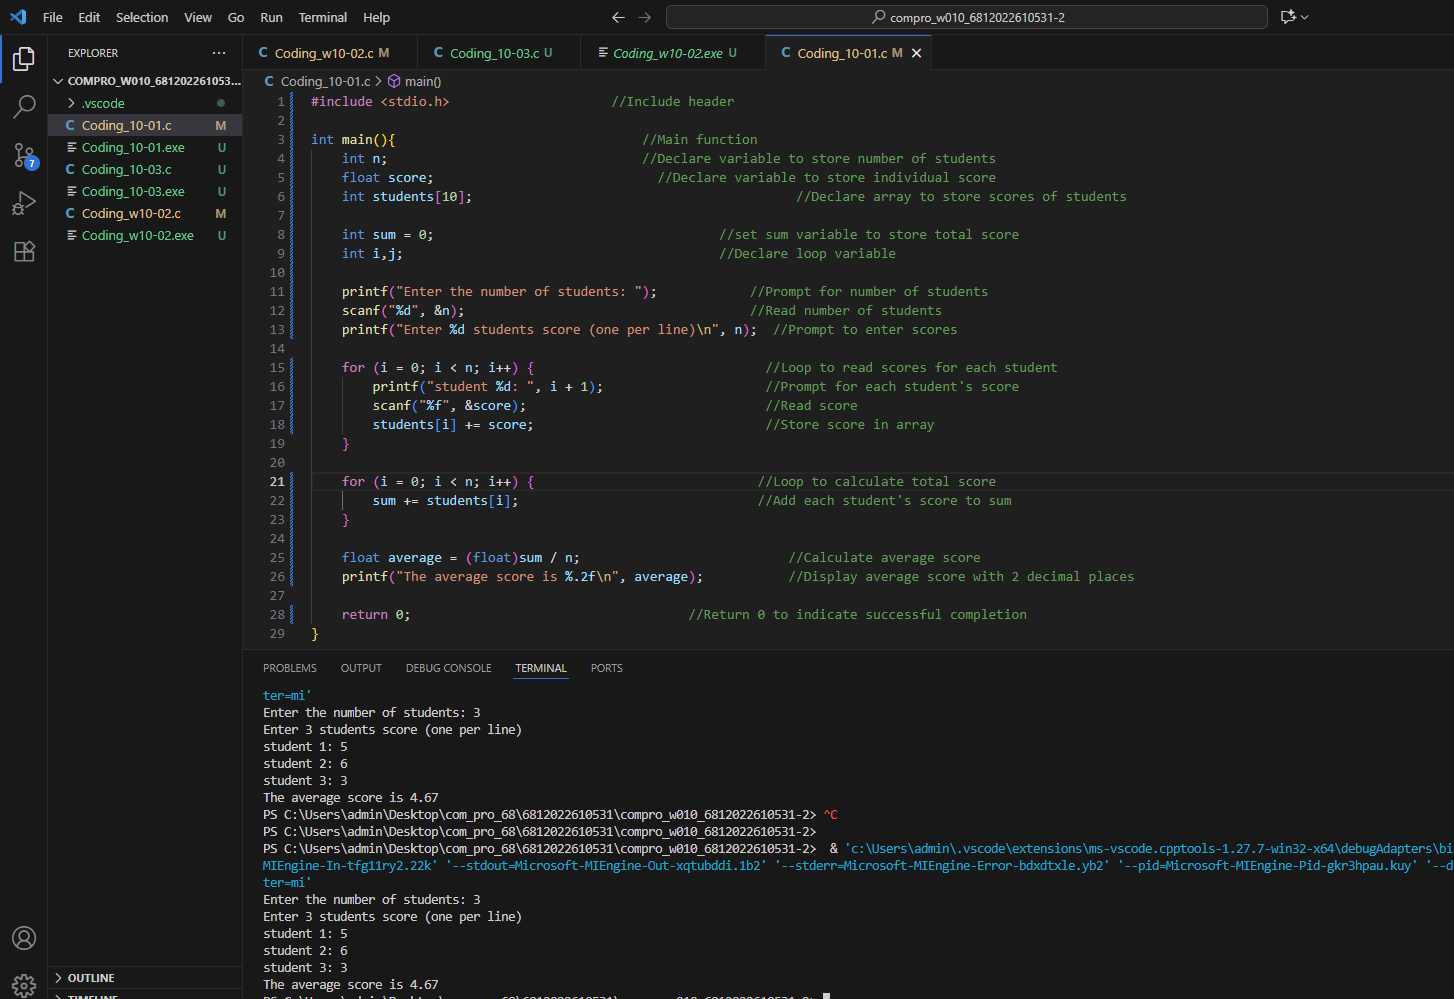 File Edit Selection View Go Run Terminal Help
compro_w010_6812022610531-2
EXPLORER
COMPRO_W010_681202261053...
.vscode
Coding_10-01.c M
Coding_10-01.exe U
Coding_10-03.c U
Coding_10-03.exe U
Coding_w10-02.c M
Coding_w10-02.exe U
7
OUTLINE
Coding_w10-02.c M
Coding_10-03.c U
Coding_w10-02.exe U
Coding_10-01.c M
Coding_10-01.c > main()
1 #include <stdio.h> //Include header
2
3 int main(){ //Main function
4 int n; //Declare variable to store number of students
5 float score; //Declare variable to store individual score
6 int students[10]; //Declare array to store scores of students
7
8 int sum = 0; //set sum variable to store total score
9 int i,j; //Declare loop variable
10
11 printf("Enter the number of students: "); //Prompt for number of students
12 scanf("%d", &n); //Read number of students
13 printf("Enter %d students score (one per line)\n", n); //Prompt to enter scores
14
15 for (i = 0; i < n; i++) { //Loop to read scores for each student
16 printf("student %d: ", i + 1); //Prompt for each student's score
17 scanf("%f", &score); //Read score
18 students[i] += score; //Store score in array
19 }
20
21 for (i = 0; i < n; i++) { //Loop to calculate total score
22 sum += students[i]; //Add each student's score to sum
23 }
24
25 float average = (float)sum / n; //Calculate average score
26 printf("The average score is %.2f\n", average); //Display average score with 2 decimal places
27
28 return 0; //Return 0 to indicate successful completion
29 }
PROBLEMS OUTPUT DEBUG CONSOLE TERMINAL PORTS
ter=mi'
Enter the number of students: 3
Enter 3 students score (one per line)
student 1: 5
student 2: 6
student 3: 3
The average score is 4.67
PS C:\Users\admin\Desktop\com_pro_68\6812022610531\compro_w010_6812022610531-2> ^C
PS C:\Users\admin\Desktop\com_pro_68\6812022610531\compro_w010_6812022610531-2>
PS C:\Users\admin\Desktop\com_pro_68\6812022610531\compro_w010_6812022610531-2> & 'c:\Users\admin\.vscode\extensions\ms-vscode.cpptools-1.27.7-win32-x64\debugAdapters\bi
MIEngine-In-tfg11ry2.22k' '--stdout=Microsoft-MIEngine-Out-xqtubddi.1b2' '--stderr=Microsoft-MIEngine-Error-bdxdtxle.yb2' '--pid=Microsoft-MIEngine-Pid-gkr3hpau.kuy' '--d
ter=mi'
Enter the number of students: 3
Enter 3 students score (one per line)
student 1: 5
student 2: 6
student 3: 3
The average score is 4.67